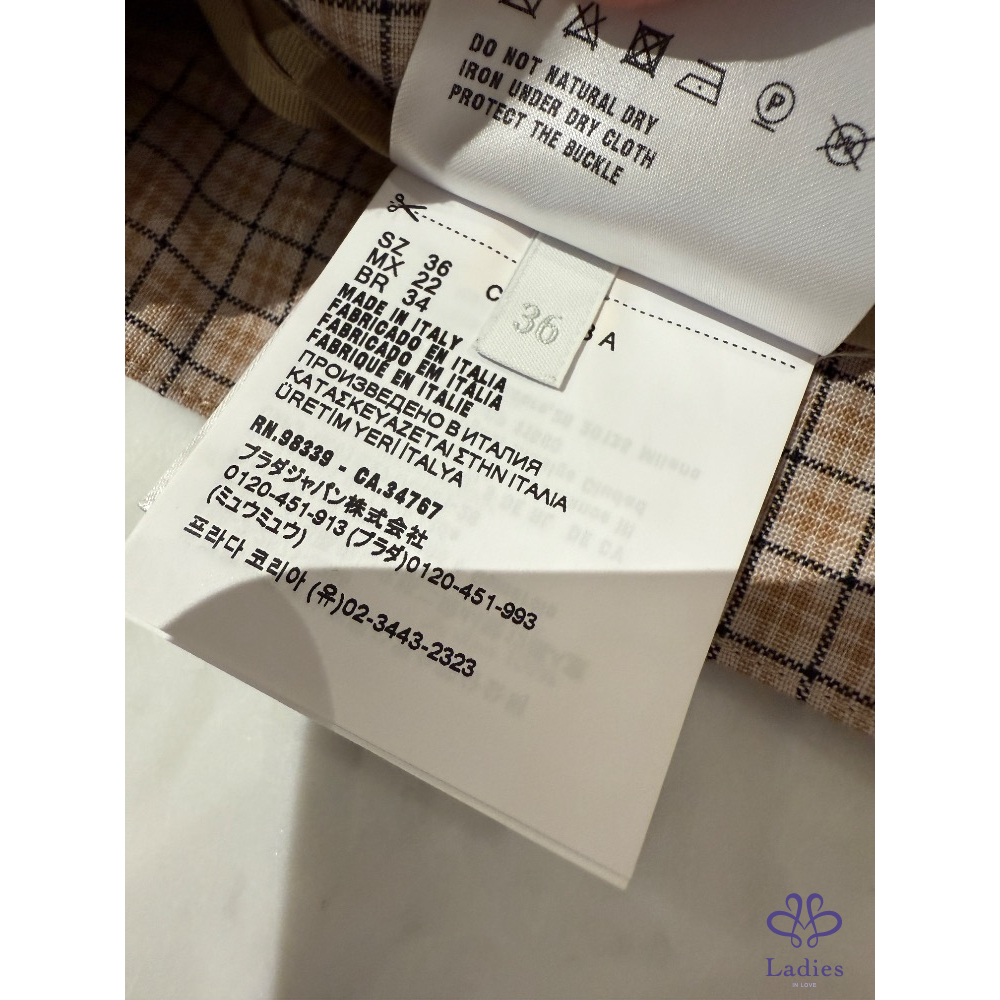 DO NOT NATURAL DRY
IRON UNDER DRY CLOTH
PROTECT THE BUCKLE
P
SZ 36
MX 22
BR 34
36
MADE IN ITALY
FABRICADO EN ITALIA
FABRICADO EM ITÁLIA
FABRIQUÉ EN ITALIE
ПРОИЗВЕДЕНО В ИТАЛИЯ
ΚΑΤΑΣΚΕΥΑΖΕΤΑΙ ΣΤΗΝ ΙΤΑΛΙΑ
ÜRETIM YERI ITALYA
RN.98339 - CA.34767
プラダジャパン株式会社
0120-451-913 (プラダ)0120-451-993
(ミュウミュウ)
프라다 코리아 (유)02-3443-2323
Ladies
IN LOVE